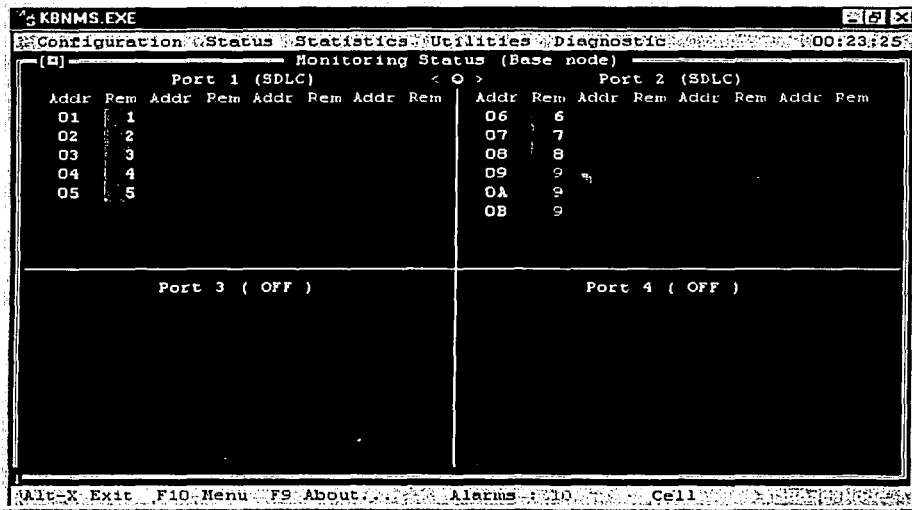 KBNMS.EXE
Configuration Status Statistics Utilities Diagnostic 00:23:25
Monitoring Status (Base node)
Port 1 (SDLC) < O > Port 2 (SDLC)
Addr Rem Addr Rem Addr Rem Addr Rem Addr Rem Addr Rem Addr Rem Addr Rem
01 1 06 6
02 2 07 7
03 3 08 8
04 4 09 9
05 5 0A 9
0B 9
Port 3 ( OFF ) Port 4 ( OFF )
Alt-X Exit F10 Menu F9 About... Alarms : Cell